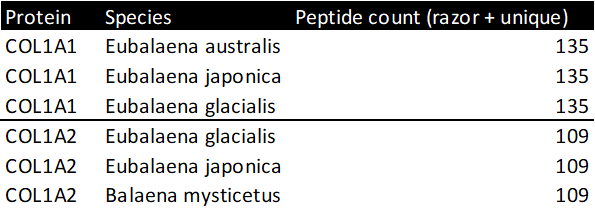 Protein Species Peptide count (razor + unique)
COL1A1 Eubalaena australis 135
COL1A1 Eubalaena japonica 135
COL1A1 Eubalaena glacialis 135
COL1A2 Eubalaena glacialis 109
COL1A2 Eubalaena japonica 109
COL1A2 Balaena mysticetus 109